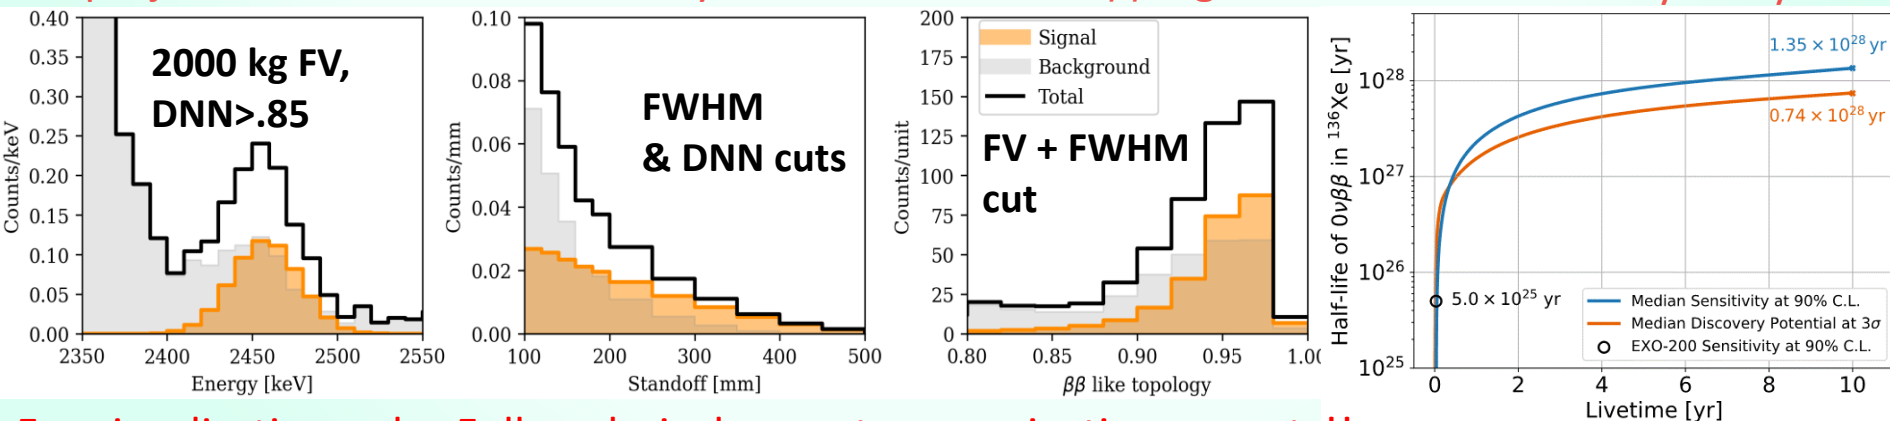 0.40
0.35
0.30
0.25
0.20
0.15
0.10
0.05
0.00
Counts/keV
2000 kg FV,
DNN>.85
2350 2400 2450 2500 2550
Energy [keV]
0.10
0.08
0.06
0.04
0.02
0.00
Counts/mm
FWHM
& DNN cuts
100 200 300 400 500
Standoff [mm]
200
175
150
125
100
75
50
25
0
Counts/unit
Signal
Background
Total
FV + FWHM
cut
0.80 0.85 0.90 0.95 1.00
ββ like topology
Half-life of 0νββ in ¹³⁶Xe [yr]
10²⁸
10²⁷
10²⁶
10²⁵
1.35 × 10²⁸ yr
0.74 × 10²⁸ yr
5.0 × 10²⁵ yr
Median Sensitivity at 90% C.L.
Median Discovery Potential at 3σ
EXO-200 Sensitivity at 90% C.L.
0 2 4 6 8 10
Livetime [yr]